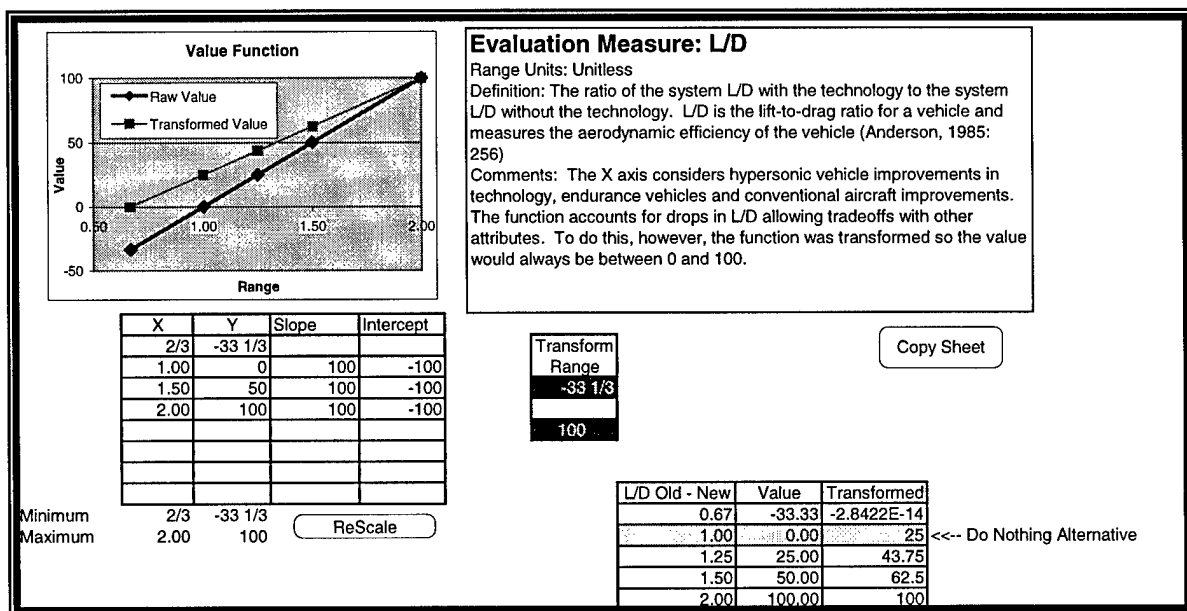 Value Function
100
50
0
-50
Value
Raw Value
Transformed Value
0.50 1.00 1.50 2.00
Range
Evaluation Measure: L/D
Range Units: Unitless
Definition: The ratio of the system L/D with the technology to the system
L/D without the technology. L/D is the lift-to-drag ratio for a vehicle and
measures the aerodynamic efficiency of the vehicle (Anderson, 1985:
256)
Comments: The X axis considers hypersonic vehicle improvements in
technology, endurance vehicles and conventional aircraft improvements.
The function accounts for drops in L/D allowing tradeoffs with other
attributes. To do this, however, the function was transformed so the value
would always be between 0 and 100.
X Y Slope Intercept
2/3 -33 1/3
1.00 0 100 -100
1.50 50 100 -100
2.00 100 100 -100
Minimum 2/3 -33 1/3
Maximum 2.00 100
ReScale
Transform
Range
-33 1/3
100
Copy Sheet
L/D Old - New Value Transformed
0.67 -33.33 -2.8422E-14
1.00 0.00 25 <<-- Do Nothing Alternative
1.25 25.00 43.75
1.50 50.00 62.5
2.00 100.00 100